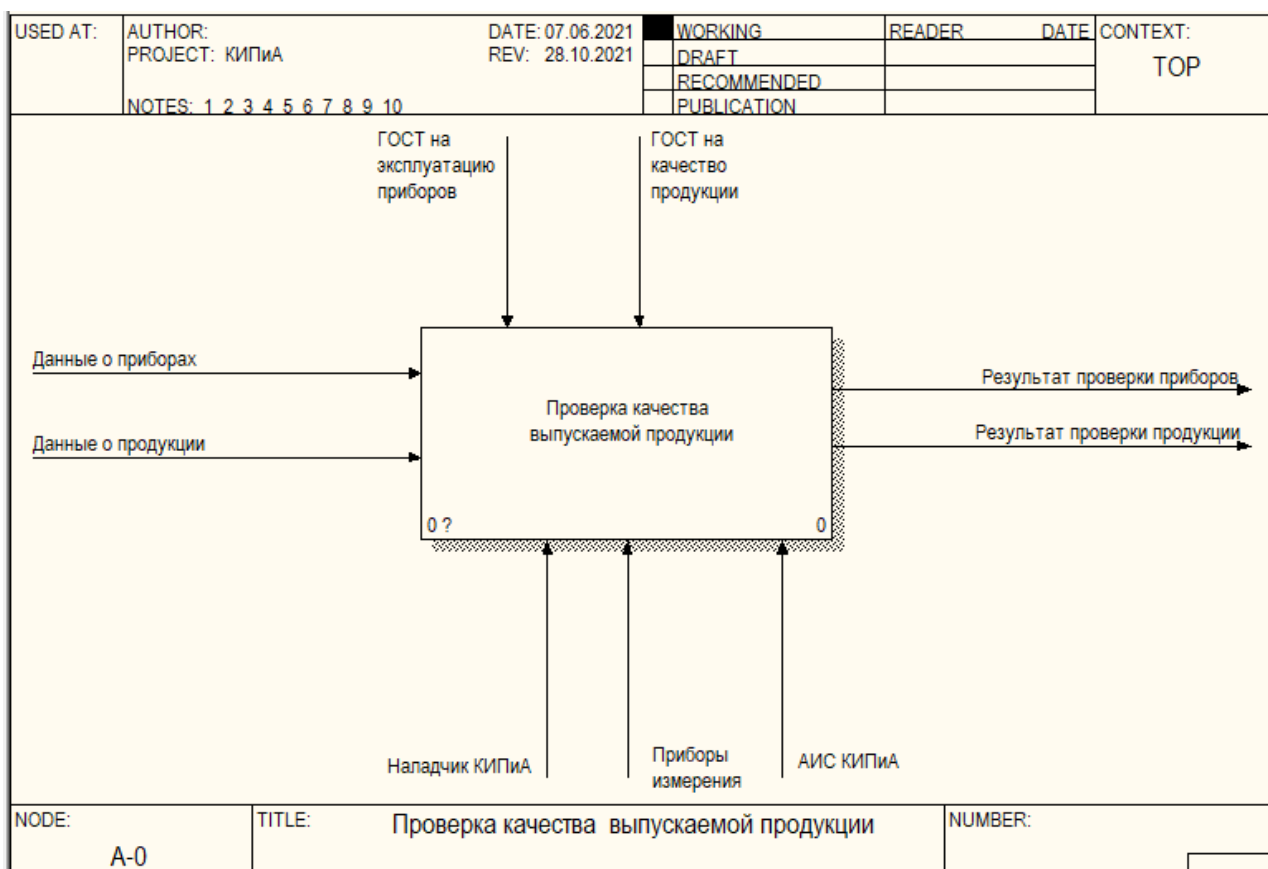 USED AT:
AUTHOR:
DATE: 07.06.2021
PROJECT: КИПиА
REV: 28.10.2021
NOTES: 1 2 3 4 5 6 7 8 9 10
WORKING
DRAFT
RECOMMENDED
PUBLICATION
READER
DATE
CONTEXT:
TOP
ГОСТ на
эксплуатацию
приборов
ГОСТ на
качество
продукции
Данные о приборах
Данные о продукции
Проверка качества
выпускаемой продукции
0 ?
0
Результат проверки приборов
Результат проверки продукции
Наладчик КИПиА
Приборы
измерения
АИС КИПиА
NODE:
A-0
TITLE:
Проверка качества выпускаемой продукции
NUMBER: